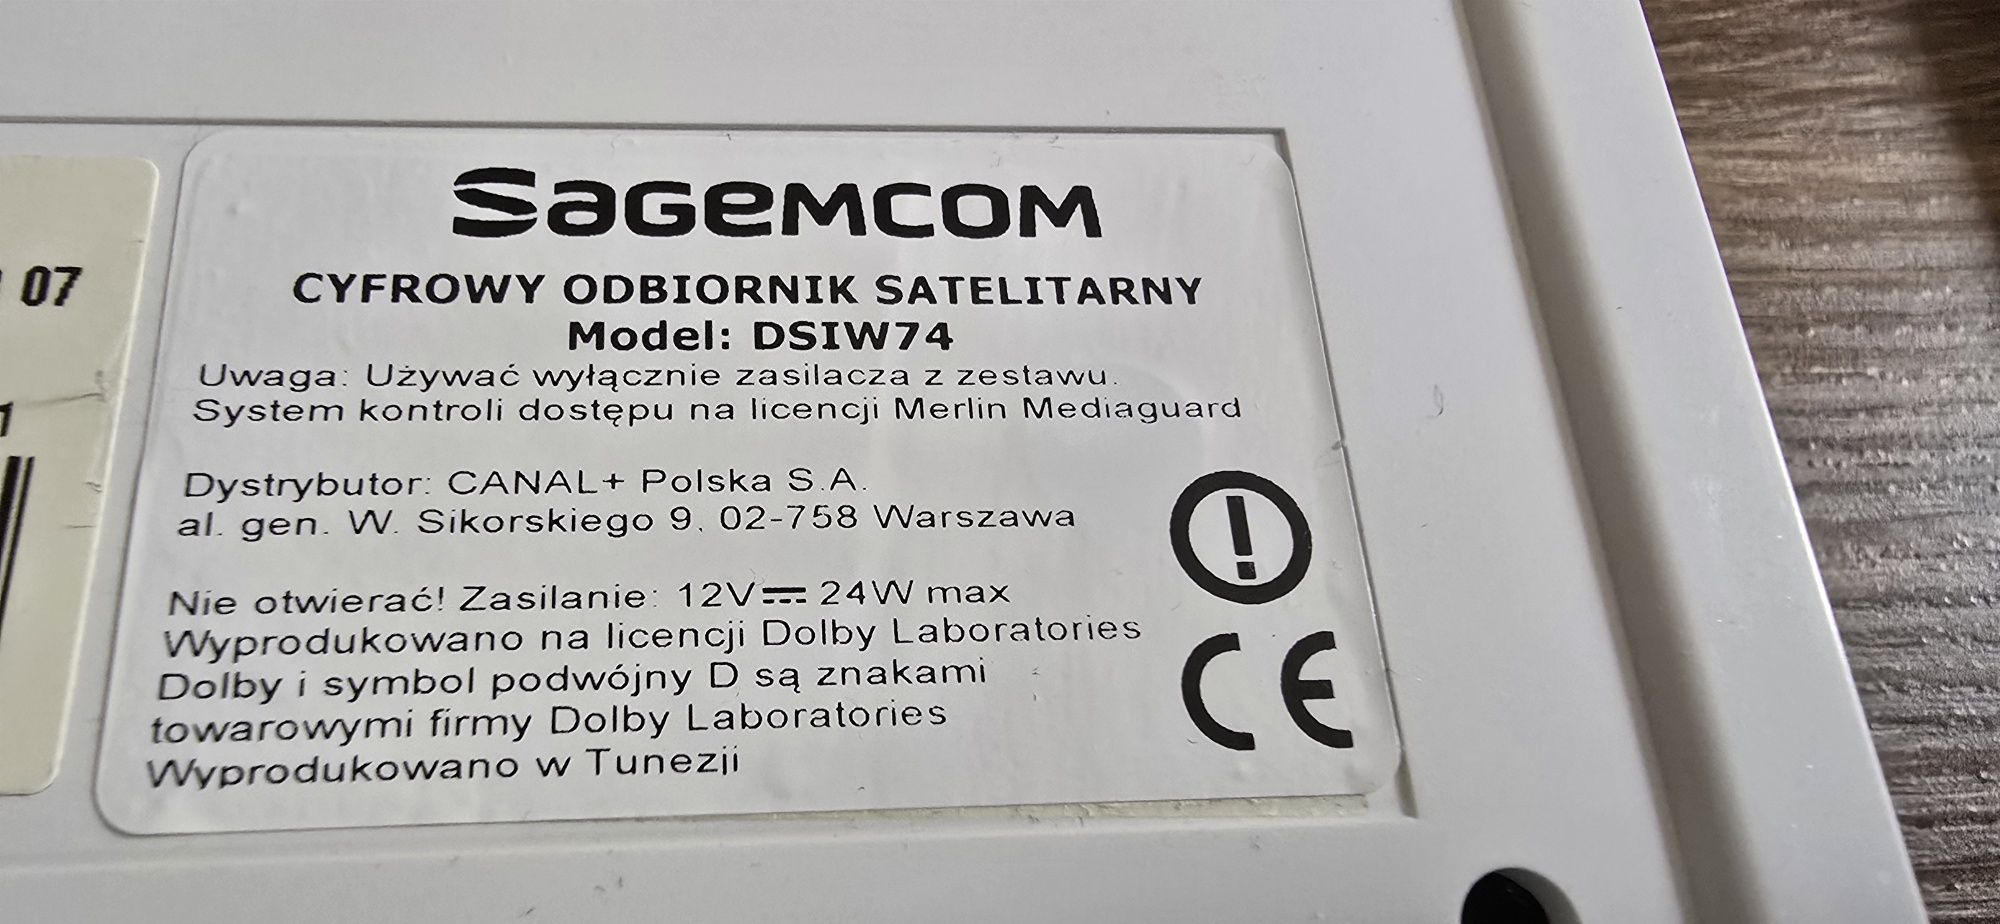 SAGEMCOM
CYFROWY ODBIORNIK SATELITARNY
Model: DSIW74
Uwaga: Używać wyłącznie zasilacza z zestawu.
System kontroli dostępu na licencji Merlin Mediaguard
Dystrybutor: CANAL+ Polska S.A.
al. gen. W. Sikorskiego 9, 02-758 Warszawa
Nie otwierać! Zasilanie: 12V⎓ 24W max
Wyprodukowano na licencji Dolby Laboratories
Dolby i symbol podwójny D są znakami
towarowymi firmy Dolby Laboratories
Wyprodukowano w Tunezji
CE
07
1